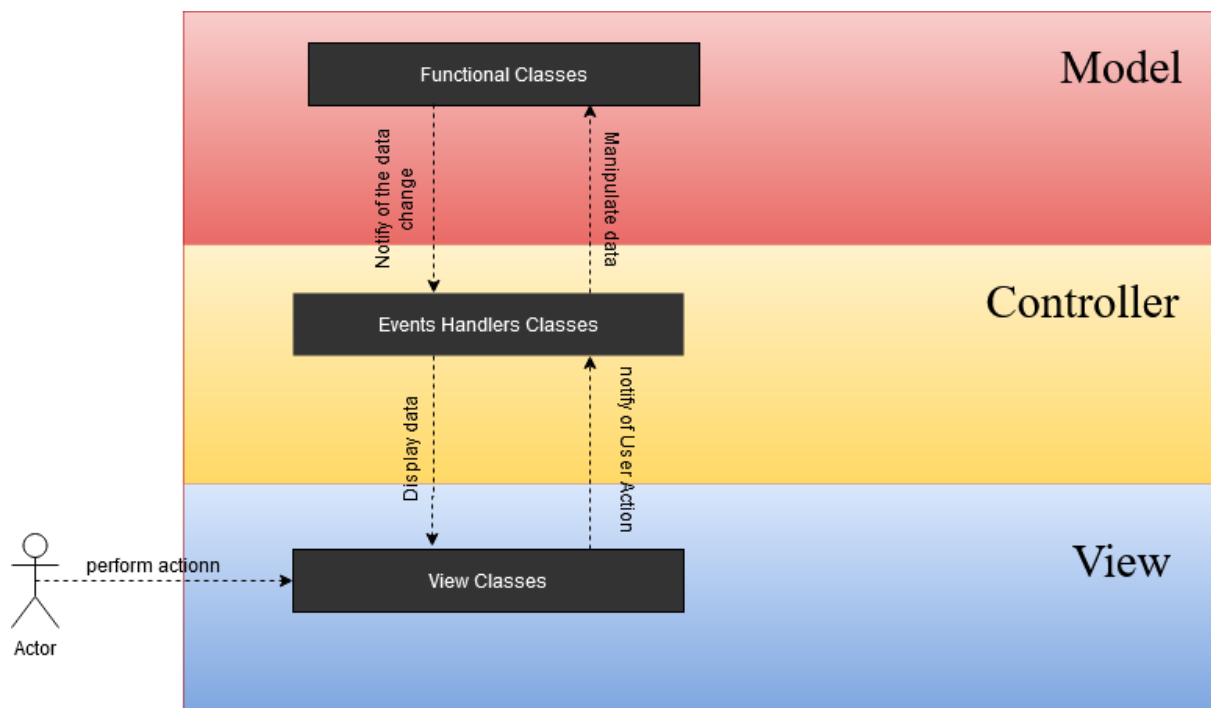 Model
Functional Classes
Notify of the data
change
Manipulate data
Controller
Events Handlers Classes
Display data
notify of User Action
View
perform actionn
View Classes
Actor